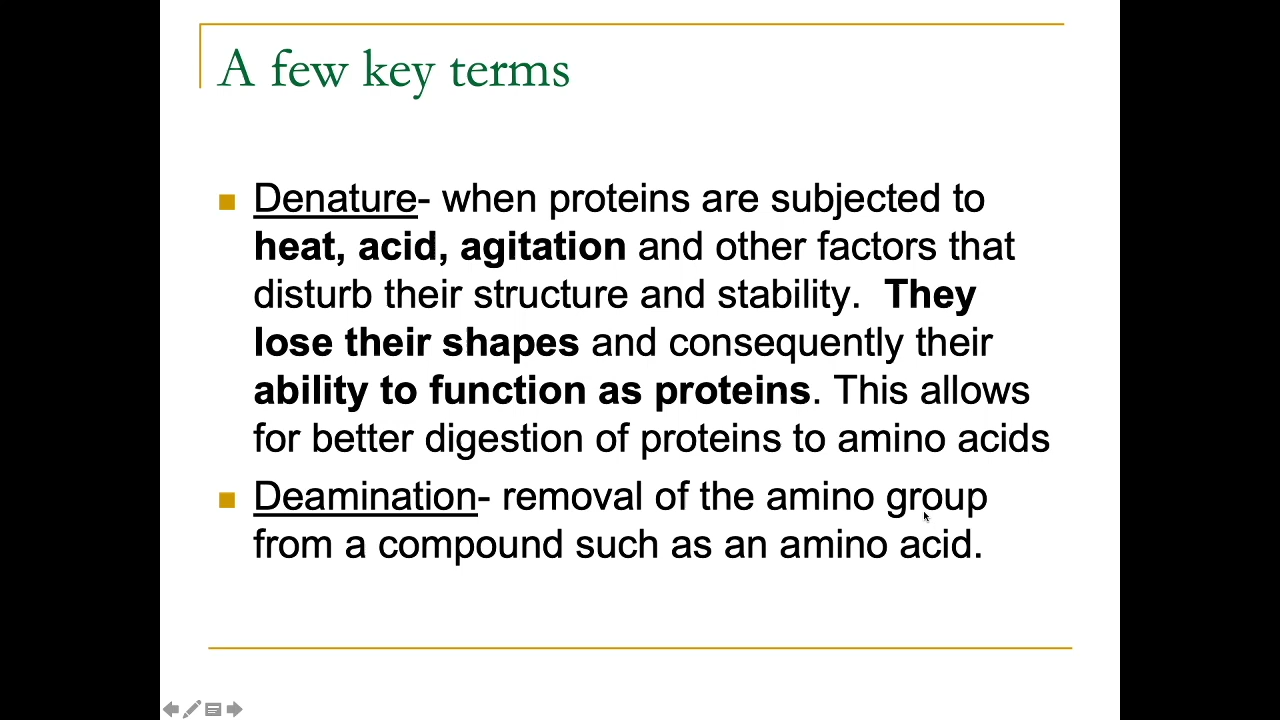 A few key terms
Denature- when proteins are subjected to
heat, acid, agitation and other factors that
disturb their structure and stability.  They
lose their shapes and consequently their
ability to function as proteins. This allows
for better digestion of proteins to amino acids
Deamination- removal of the amino group
from a compound such as an amino acid.